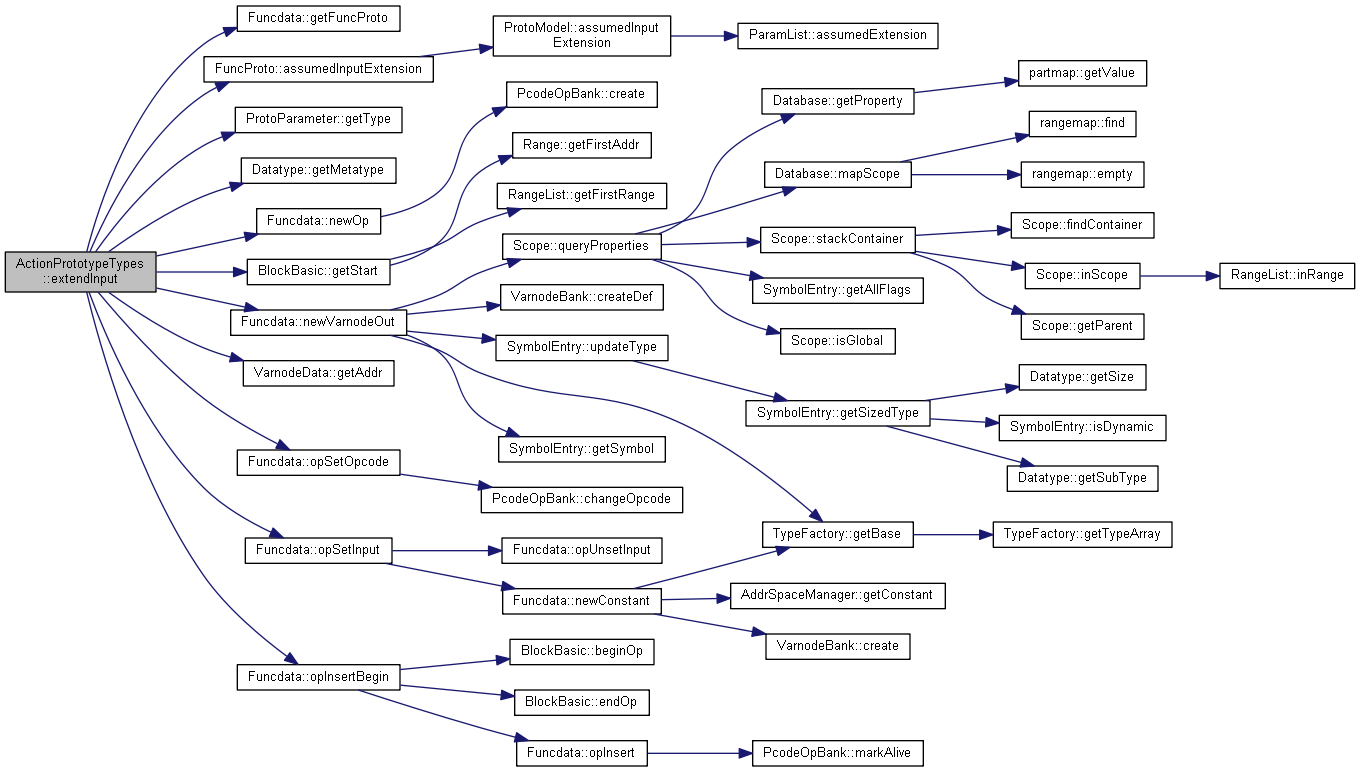 ActionPrototypeTypes
::extendInput
Funcdata::getFuncProto
FuncProto::assumedInputExtension
ProtoModel::assumedInput
Extension
ParamList::assumedExtension
ProtoParameter::getType
Datatype::getMetatype
Funcdata::newOp
PcodeOpBank::create
BlockBasic::getStart
Range::getFirstAddr
RangeList::getFirstRange
Funcdata::newVarnodeOut
Scope::queryProperties
Database::getProperty
partmap::getValue
Database::mapScope
rangemap::find
rangemap::empty
Scope::stackContainer
Scope::findContainer
Scope::inScope
RangeList::inRange
Scope::getParent
SymbolEntry::getAllFlags
Scope::isGlobal
VarnodeBank::createDef
SymbolEntry::updateType
SymbolEntry::getSizedType
Datatype::getSize
SymbolEntry::isDynamic
Datatype::getSubType
SymbolEntry::getSymbol
TypeFactory::getBase
TypeFactory::getTypeArray
VarnodeData::getAddr
Funcdata::opSetOpcode
PcodeOpBank::changeOpcode
Funcdata::opSetInput
Funcdata::opUnsetInput
Funcdata::newConstant
AddrSpaceManager::getConstant
VarnodeBank::create
Funcdata::opInsertBegin
BlockBasic::beginOp
BlockBasic::endOp
Funcdata::opInsert
PcodeOpBank::markAlive